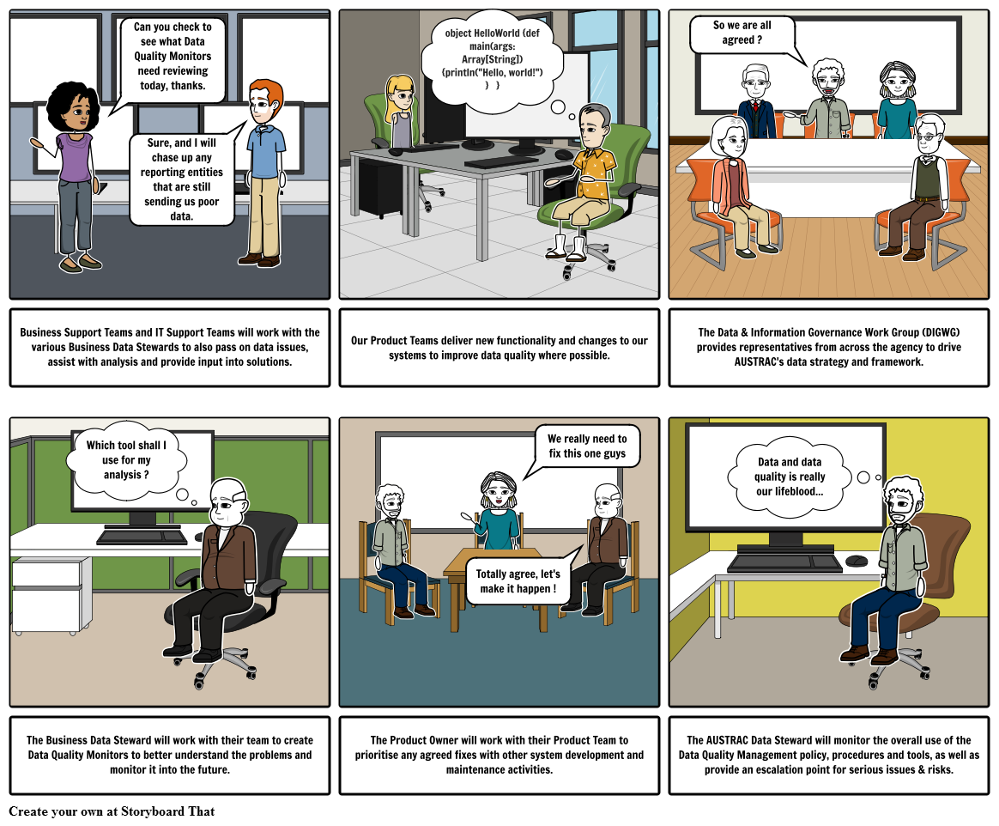 Can you check to
see what Data
Quality Monitors
need reviewing
today, thanks.
Sure, and I will
chase up any
reporting entities
that are still
sending us poor
data.
object HelloWorld {def
main(args:
Array[String])
{println("Hello, world!")
}   }
So we are all
agreed ?
Business Support Teams and IT Support Teams will work with the
various Business Data Stewards to also pass on data issues,
assist with analysis and provide input into solutions.
Our Product Teams deliver new functionality and changes to our
systems to improve data quality where possible.
The Data & Information Governance Work Group (DIGWG)
provides representatives from across the agency to drive
AUSTRAC's data strategy and framework.
Which tool shall I
use for my
analysis ?
We really need to
fix this one guys
Totally agree, let's
make it happen !
Data and data
quality is really
our lifeblood...
The Business Data Steward will work with their team to create
Data Quality Monitors to better understand the problems and
monitor it into the future.
The Product Owner will work with their Product Team to
prioritise any agreed fixes with other system development and
maintenance activities.
The AUSTRAC Data Steward will monitor the overall use of the
Data Quality Management policy, procedures and tools, as well as
provide an escalation point for serious issues & risks.
Create your own at Storyboard That